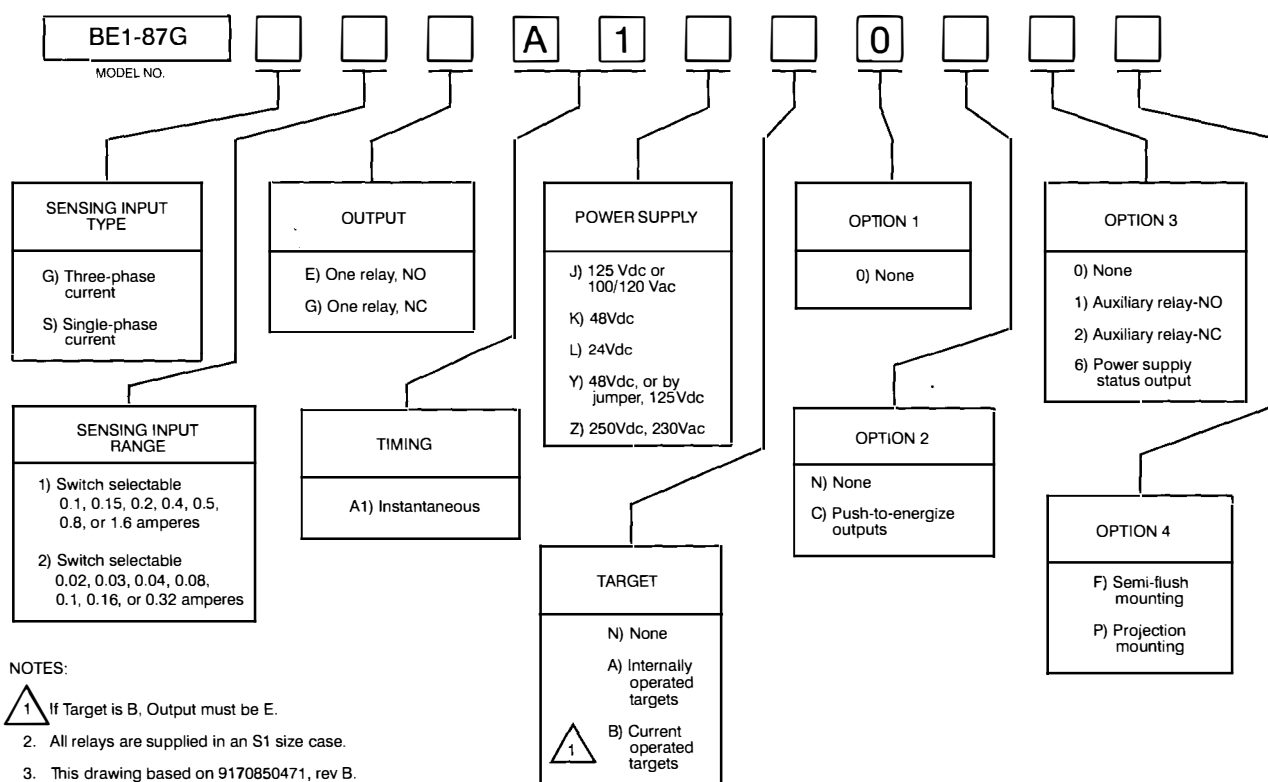 BE1-87G A 1 0
MODEL NO.
SENSING INPUT
TYPE
G) Three-phase
current
S) Single-phase
current
OUTPUT
E) One relay, NO
G) One relay, NC
POWER SUPPLY
J) 125 Vdc or
100/120 Vac
K) 48Vdc
L) 24Vdc
Y) 48Vdc, or by
jumper, 125Vdc
Z) 250Vdc, 230Vac
OPTION 1
0) None
OPTION 3
0) None
1) Auxiliary relay-NO
2) Auxiliary relay-NC
6) Power supply
status output
SENSING INPUT
RANGE
1) Switch selectable
0.1, 0.15, 0.2, 0.4, 0.5,
0.8, or 1.6 amperes
2) Switch selectable
0.02, 0.03, 0.04, 0.08,
0.1, 0.16, or 0.32 amperes
TIMING
A1) Instantaneous
OPTION 2
N) None
C) Push-to-energize
outputs
TARGET
N) None
A) Internally
operated
targets
1 B) Current
operated
targets
OPTION 4
F) Semi-flush
mounting
P) Projection
mounting
NOTES:
1 If Target is B, Output must be E.
2. All relays are supplied in an S1 size case.
3. This drawing based on 9170850471, rev B.